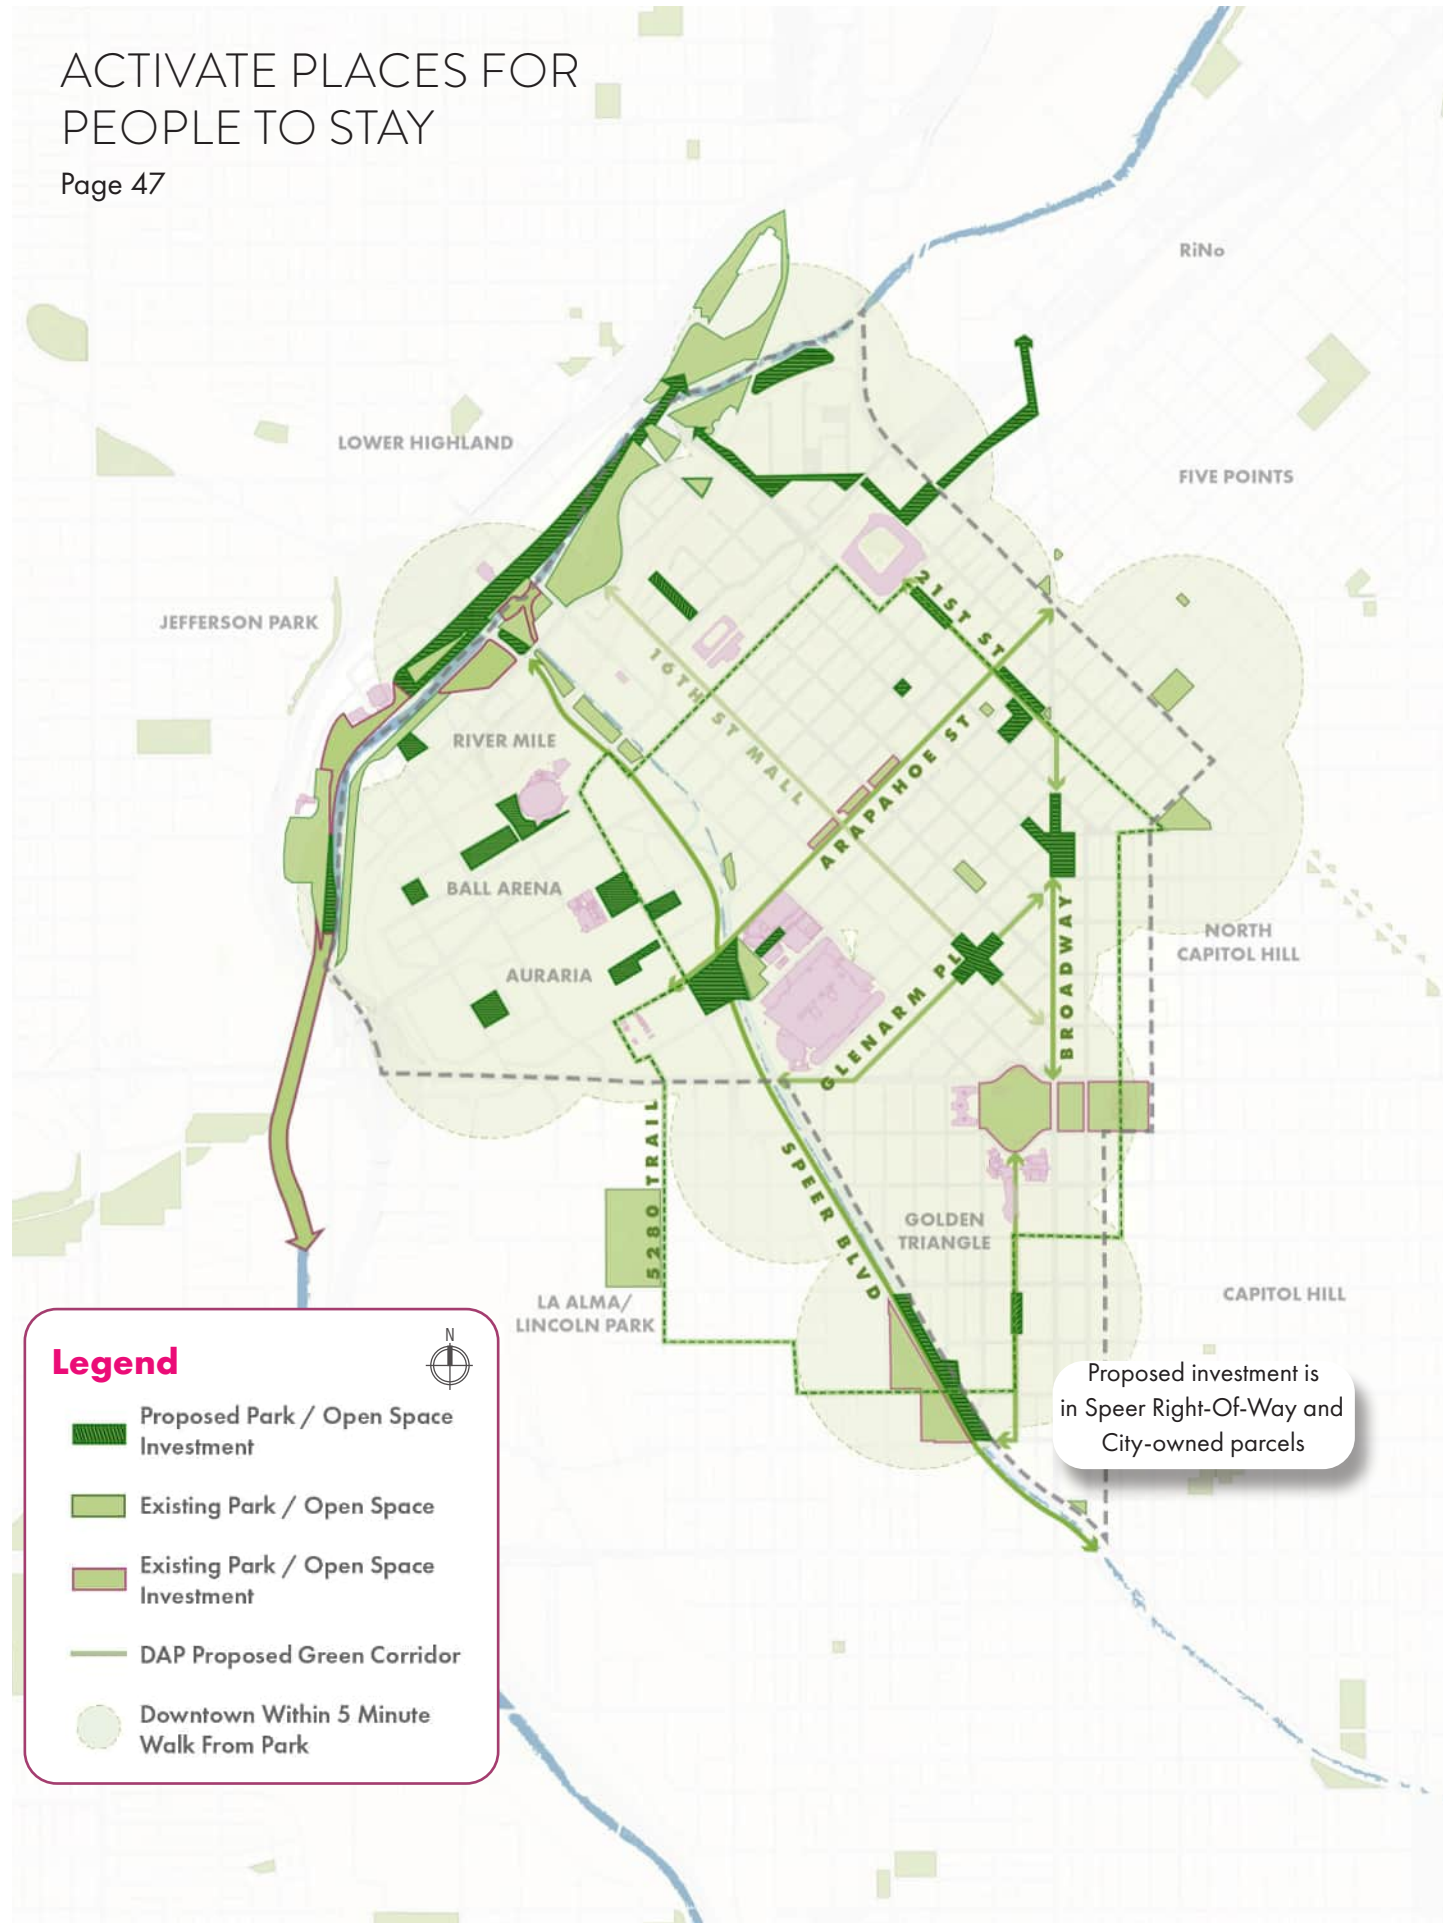 ACTIVATE PLACES FOR
PEOPLE TO STAY
Page 47
RiNo
LOWER HIGHLAND
FIVE POINTS
JEFFERSON PARK
21ST ST
16TH ST MALL
RIVER MILE
ARAPAHOE ST
BALL ARENA
BROADWAY
NORTH
CAPITOL HILL
AURARIA
GLENARM PL
5280 TRAIL
SPEER BLVD
GOLDEN
TRIANGLE
CAPITOL HILL
LA ALMA/
LINCOLN PARK
Proposed investment is
in Speer Right-Of-Way and
City-owned parcels
Legend
N
Proposed Park / Open Space
Investment
Existing Park / Open Space
Existing Park / Open Space
Investment
DAP Proposed Green Corridor
Downtown Within 5 Minute
Walk From Park